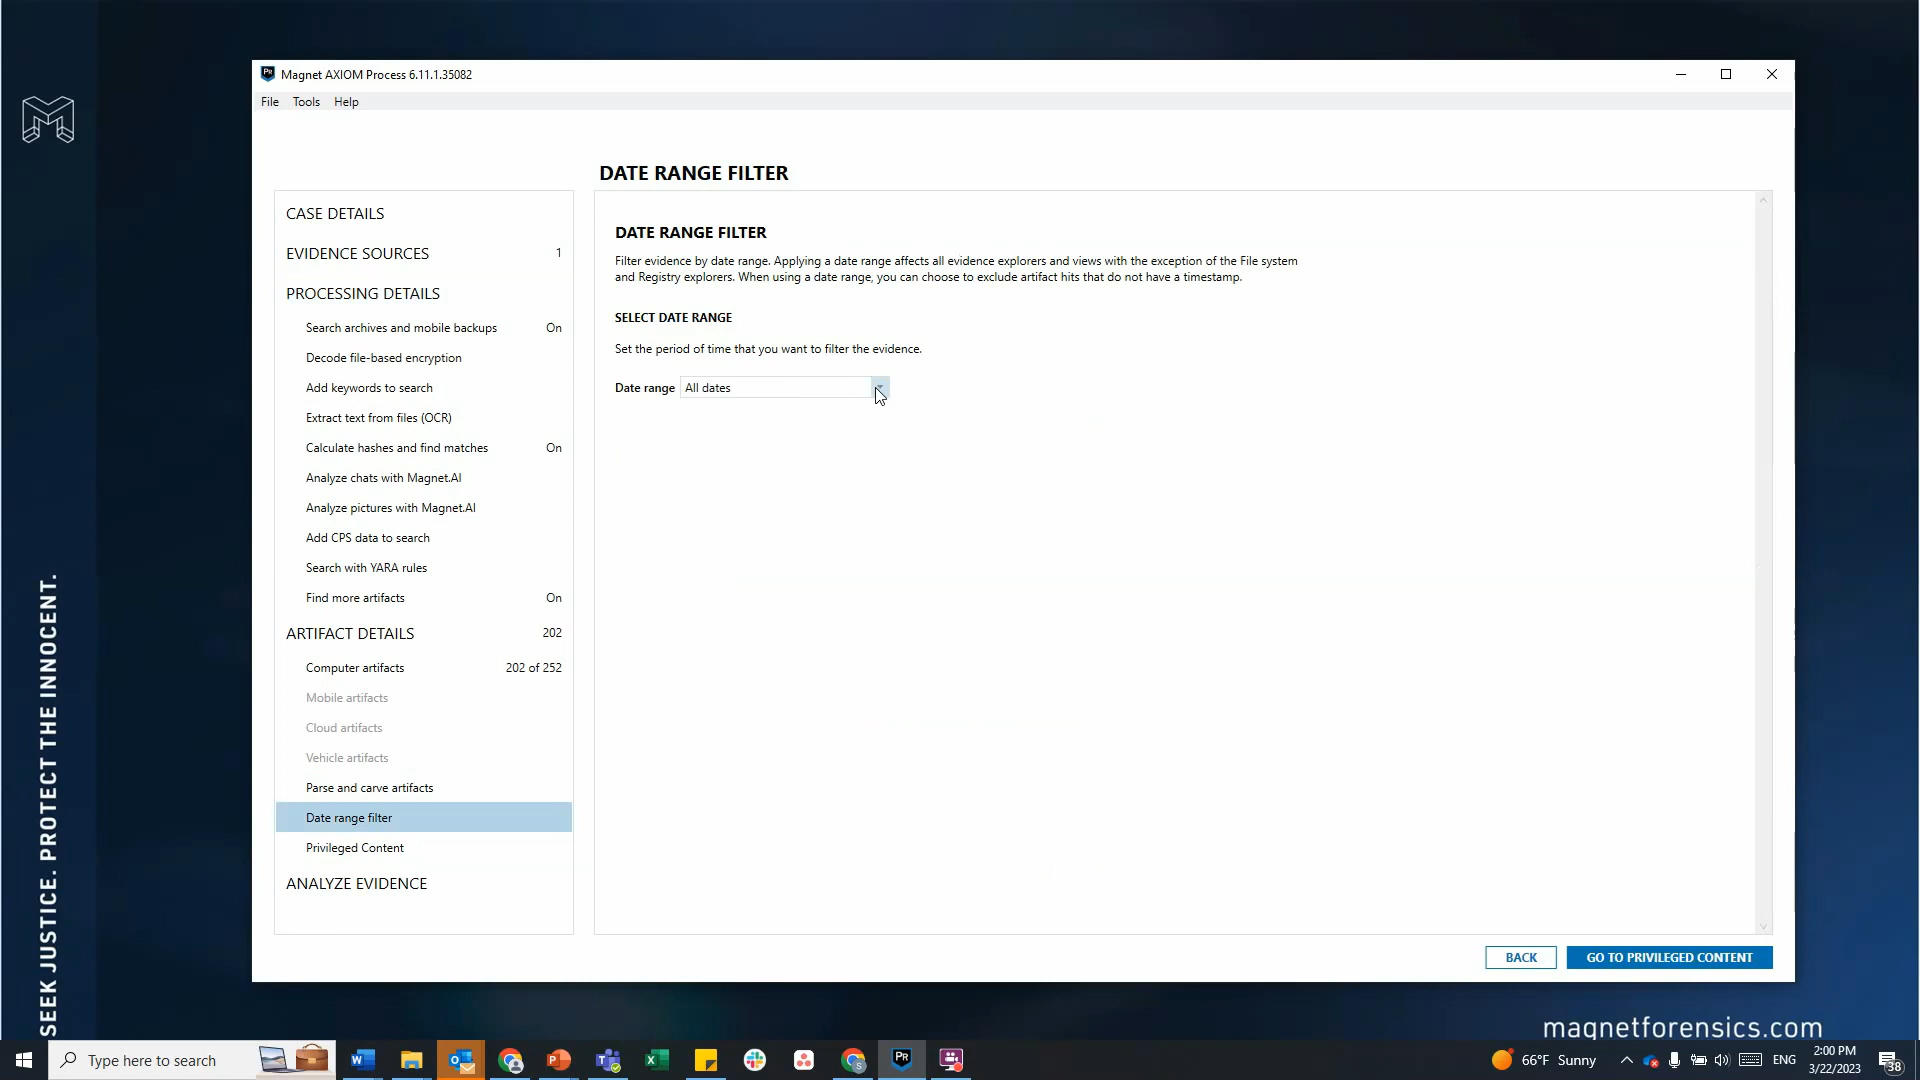 Magnet AXIOM Process 6.11.1.35082
File Tools Help
DATE RANGE FILTER
CASE DETAILS
EVIDENCE SOURCES 1
PROCESSING DETAILS
Search archives and mobile backups On
Decode file-based encryption
Add keywords to search
Extract text from files (OCR)
Calculate hashes and find matches On
Analyze chats with Magnet.AI
Analyze pictures with Magnet.AI
Add CPS data to search
Search with YARA rules
Find more artifacts On
ARTIFACT DETAILS 202
Computer artifacts 202 of 252
Mobile artifacts
Cloud artifacts
Vehicle artifacts
Parse and carve artifacts
Date range filter
Privileged Content
ANALYZE EVIDENCE
DATE RANGE FILTER
Filter evidence by date range. Applying a date range affects all evidence explorers and views with the exception of the File system
and Registry explorers. When using a date range, you can choose to exclude artifact hits that do not have a timestamp.
SELECT DATE RANGE
Set the period of time that you want to filter the evidence.
Date range All dates
BACK GO TO PRIVILEGED CONTENT
SEEK JUSTICE. PROTECT THE INNOCENT.
magnetforensics.com
Type here to search
66°F Sunny
ENG
2:00 PM
3/22/2023
38